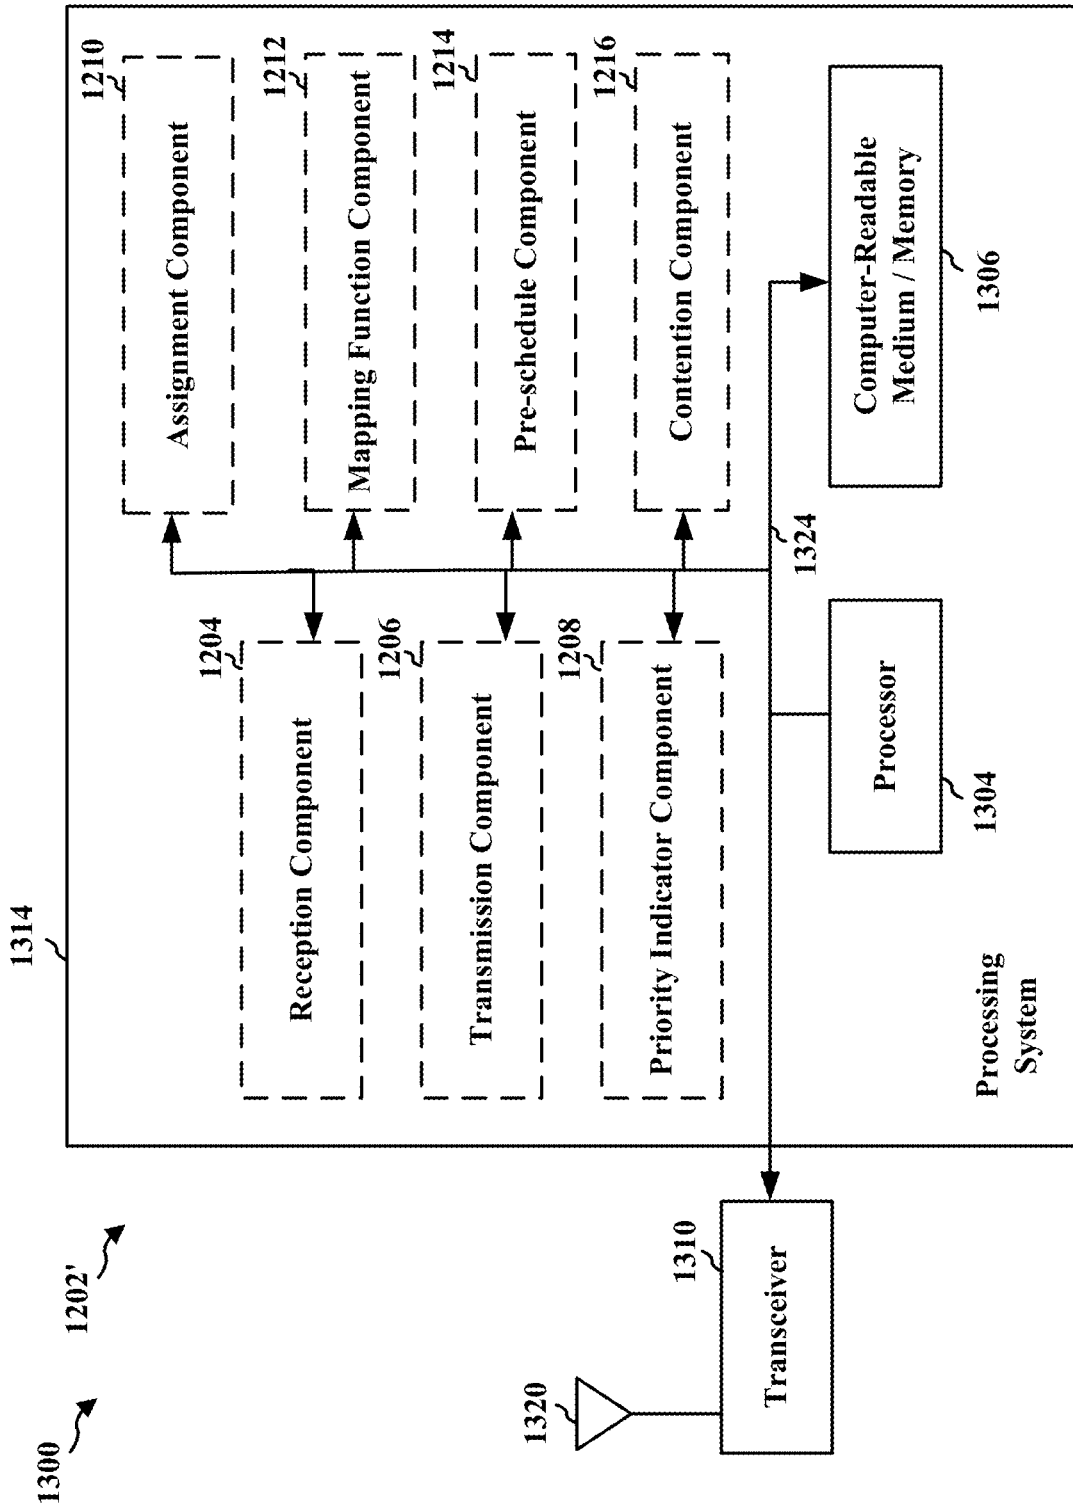 1300
1202'
1314
1320
Transceiver
1310
Reception Component
1204
Transmission Component
1206
Priority Indicator Component
1208
Assignment Component
1210
Mapping Function Component
1212
Pre-schedule Component
1214
Contention Component
1216
1324
Processor
1304
Computer-Readable
Medium / Memory
1306
Processing
System